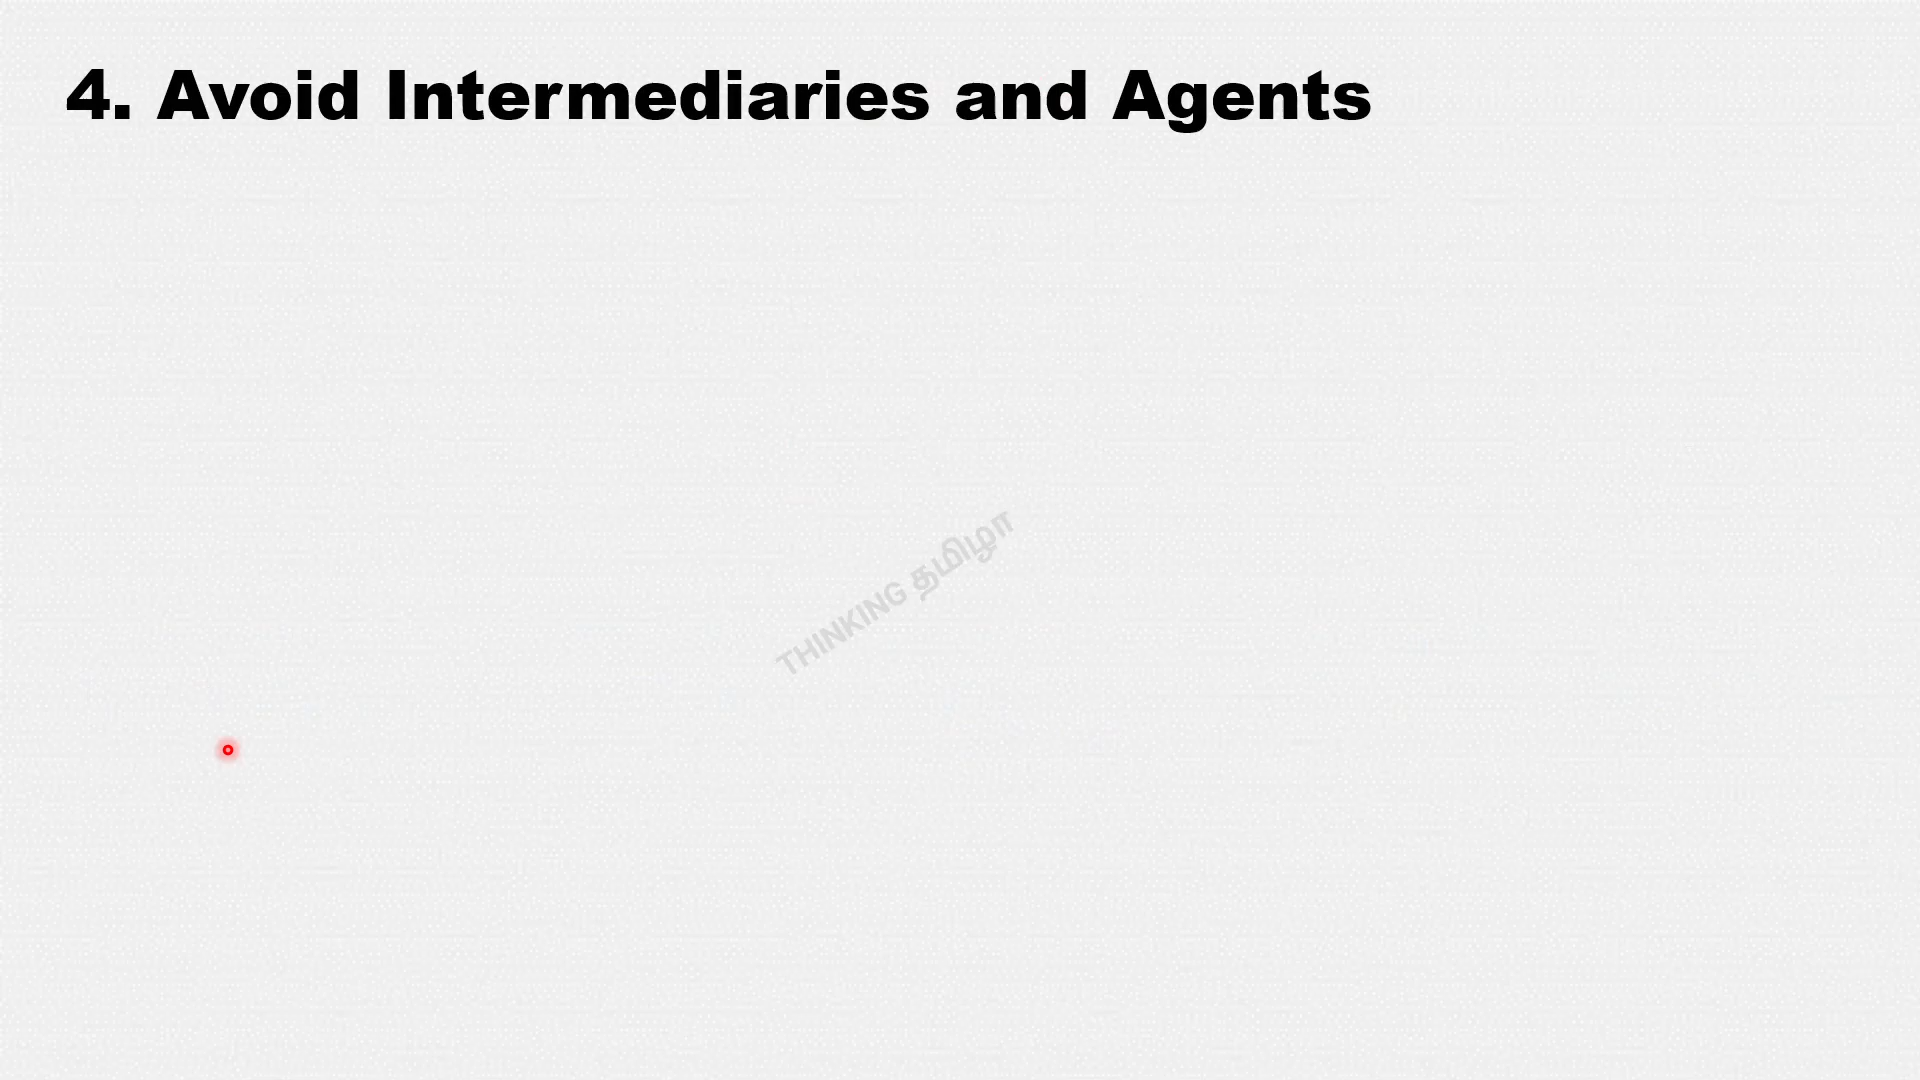 4. Avoid Intermediaries and Agents
THINKING தமிழா